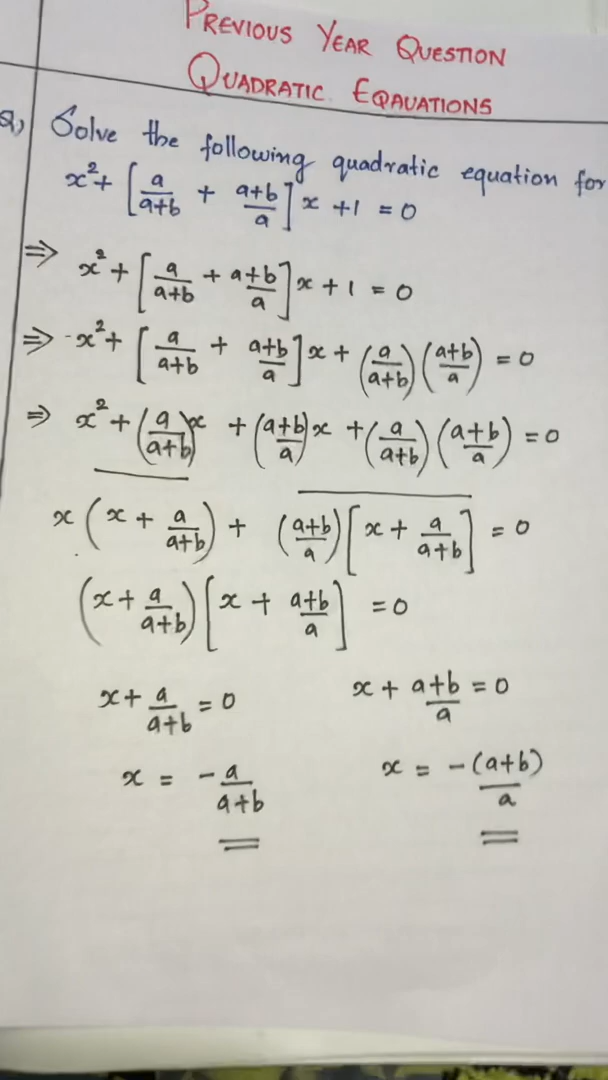 PREVIOUS YEAR QUESTION
QUADRATIC EQAUATIONS
Q) Solve the following quadratic equation for
x² + [a/(a+b) + (a+b)/a] x + 1 = 0
⇒ x² + [a/(a+b) + (a+b)/a] x + 1 = 0
⇒ x² + [a/(a+b) + (a+b)/a] x + (a/(a+b)) ((a+b)/a) = 0
⇒ x² + (a/(a+b)) x + ((a+b)/a) x + (a/(a+b)) ((a+b)/a) = 0
x (x + a/(a+b)) + ((a+b)/a) [x + a/(a+b)] = 0
(x + a/(a+b)) [x + (a+b)/a] = 0
x + a/(a+b) = 0 x + (a+b)/a = 0
x = -a/(a+b) x = -(a+b)/a